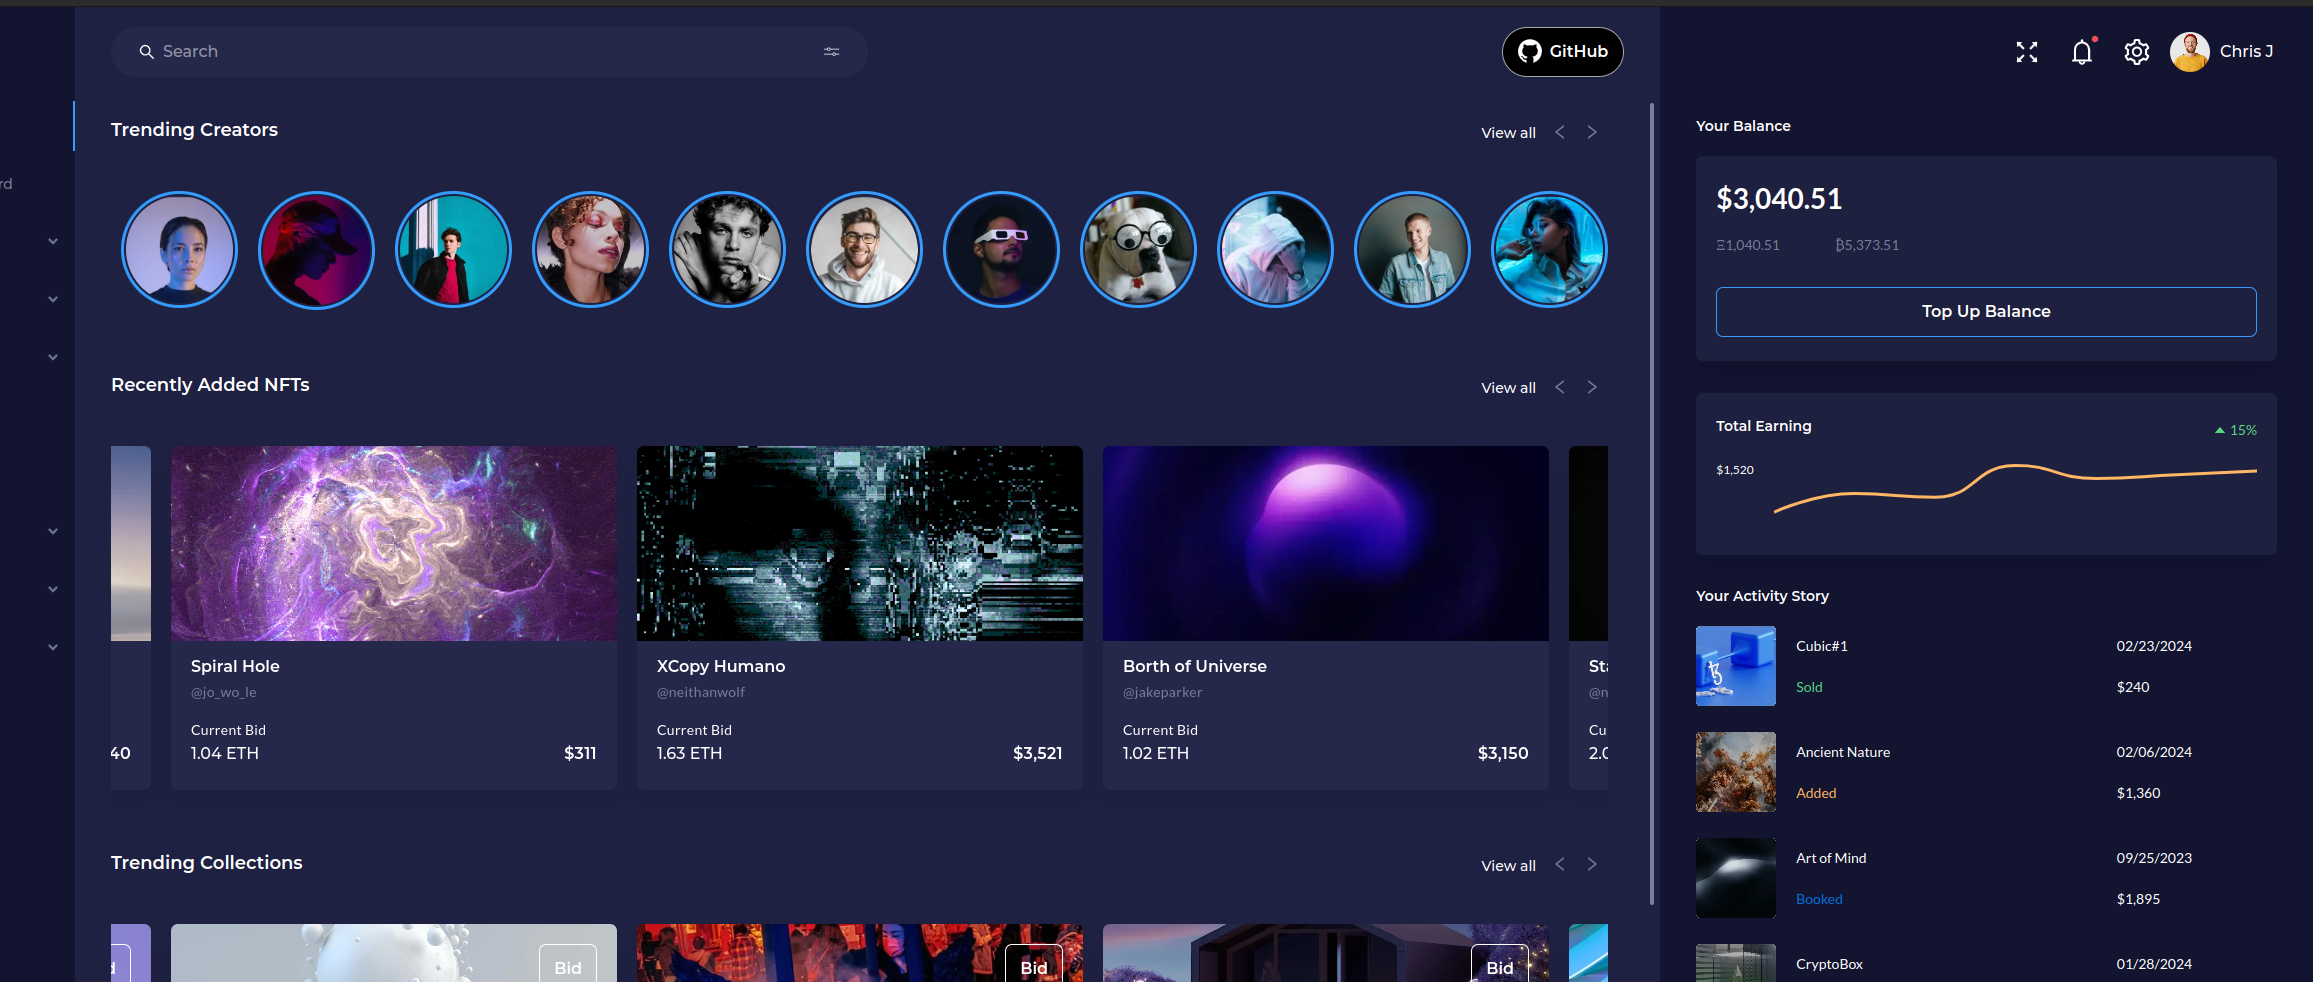 Search
GitHub
Chris J
rd
Trending Creators
View all
Recently Added NFTs
View all
40
Spiral Hole
@jo_wo_le
Current Bid
1.04 ETH
$311
XCopy Humano
@neithanwolf
Current Bid
1.63 ETH
$3,521
Borth of Universe
@jakeparker
Current Bid
1.02 ETH
$3,150
Sta
@n
Cu
2.0
Trending Collections
View all
Bid
Bid
Bid
Your Balance
$3,040.51
Ξ1,040.51
₿5,373.51
Top Up Balance
Total Earning
15%
$1,520
Your Activity Story
Cubic#1
02/23/2024
Sold
$240
Ancient Nature
02/06/2024
Added
$1,360
Art of Mind
09/25/2023
Booked
$1,895
CryptoBox
01/28/2024